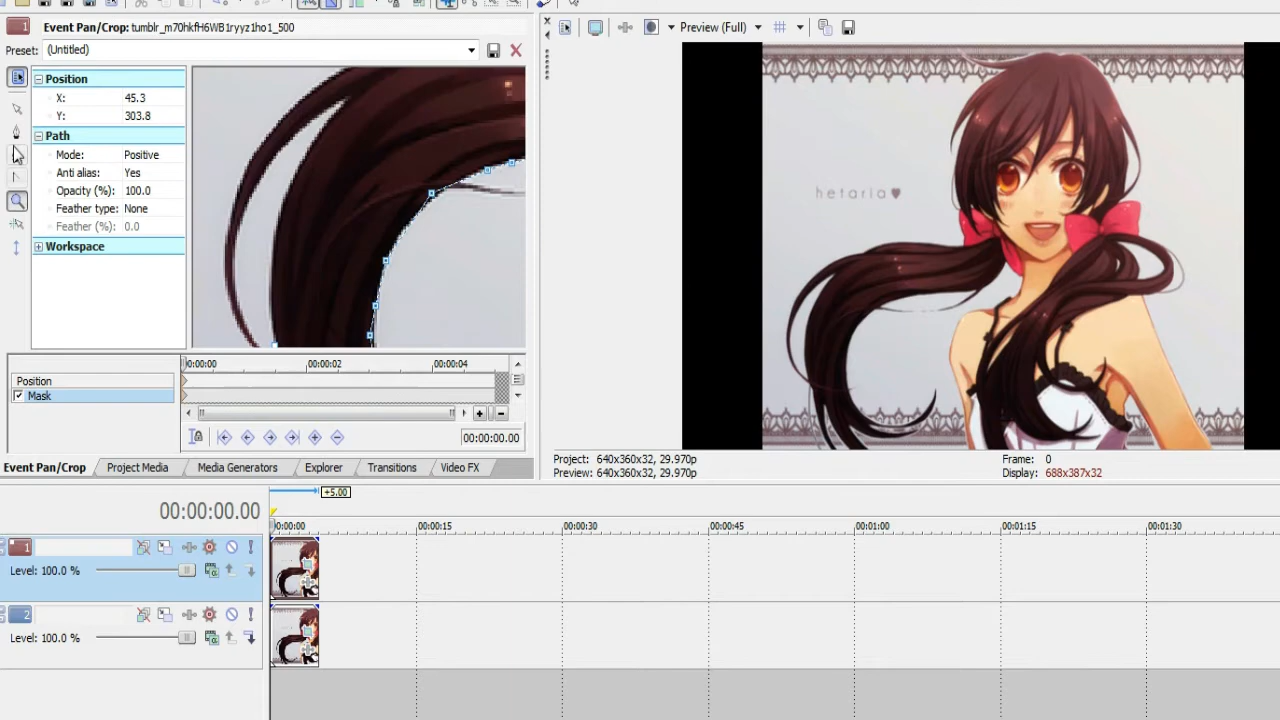 Event Pan/Crop: tumblr_m70hkfH6WB1ryyz1ho1_500
Preset: (Untitled)
Position
X: 45.3
Y: 303.8
Path
Mode: Positive
Anti alias: Yes
Opacity (%): 100.0
Feather type: None
Feather (%): 0.0
Workspace
Preview (Full)
hetaria♥
00:00:00 00:00:02 00:00:04
Position
Mask
00:00:00.00
Event Pan/Crop Project Media Media Generators Explorer Transitions Video FX
Project: 640x360x32, 29.970p
Preview: 640x360x32, 29.970p
Frame: 0
Display: 688x387x32
00:00:00.00
+5.00
00:00:00 00:00:15 00:00:30 00:00:45 00:01:00 00:01:15 00:01:30
1
Level: 100.0 %
2
Level: 100.0 %